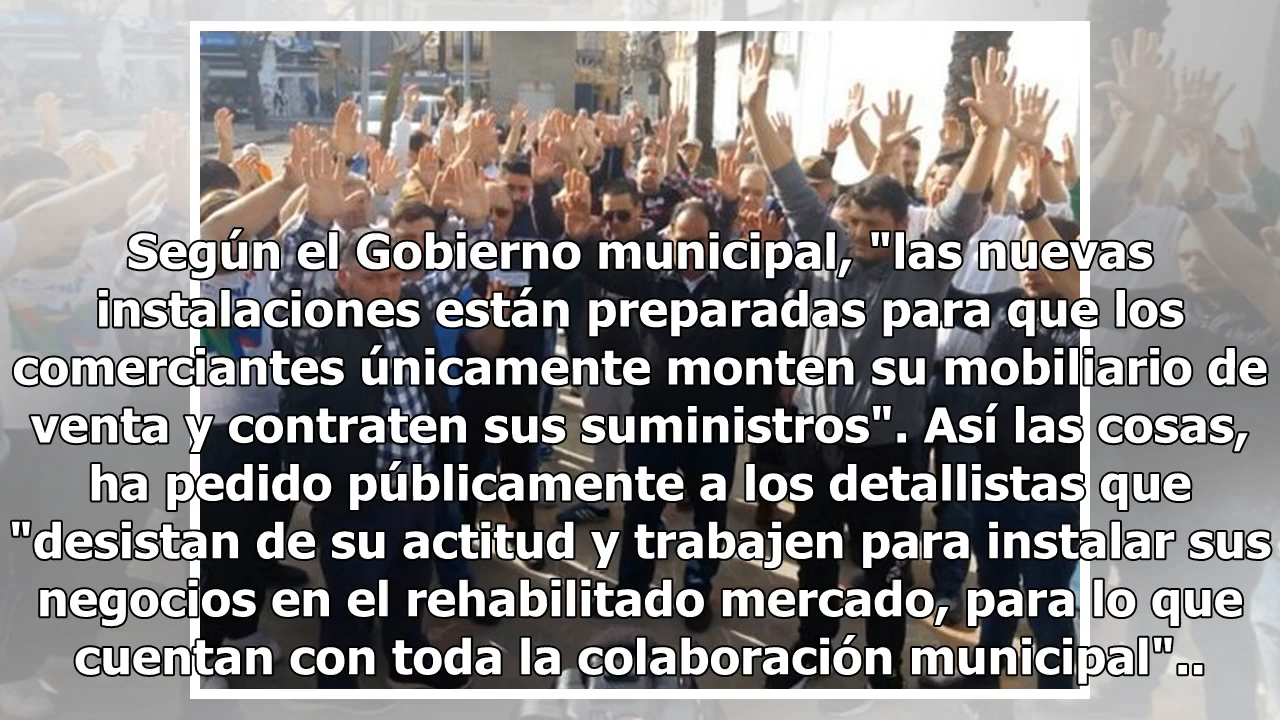 Según el Gobierno municipal, "las nuevas
instalaciones están preparadas para que los
comerciantes únicamente monten su mobiliario de
venta y contraten sus suministros". Así las cosas,
ha pedido públicamente a los detallistas que
"desistan de su actitud y trabajen para instalar sus
negocios en el rehabilitado mercado, para lo que
cuentan con toda la colaboración municipal"..